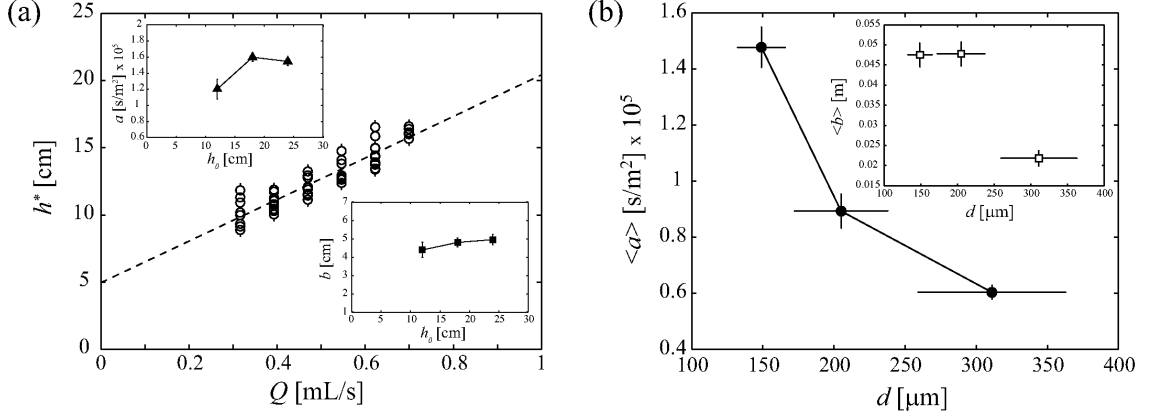 (a)
25
20
15
10
5
0
h* [cm]
0 0.2 0.4 0.6 0.8 1
Q [mL/s]
a [s/m²] x 10⁵
1.8
1.6
1.4
1.2
1
0.8
0.6
0 5 10 15 20 25 30
h₀ [cm]
b [cm]
7
6
5
4
3
2
1
0 5 10 15 20 25 30
h₀ [cm]
(b)
<a> [s/m²] x 10⁵
1.6
1.4
1.2
1
0.8
0.6
0.4
100 150 200 250 300 350 400
d [μm]
<b> [m]
0.055
0.05
0.045
0.04
0.035
0.03
0.025
0.02
0.015
100 150 200 250 300 350 400
d [μm]